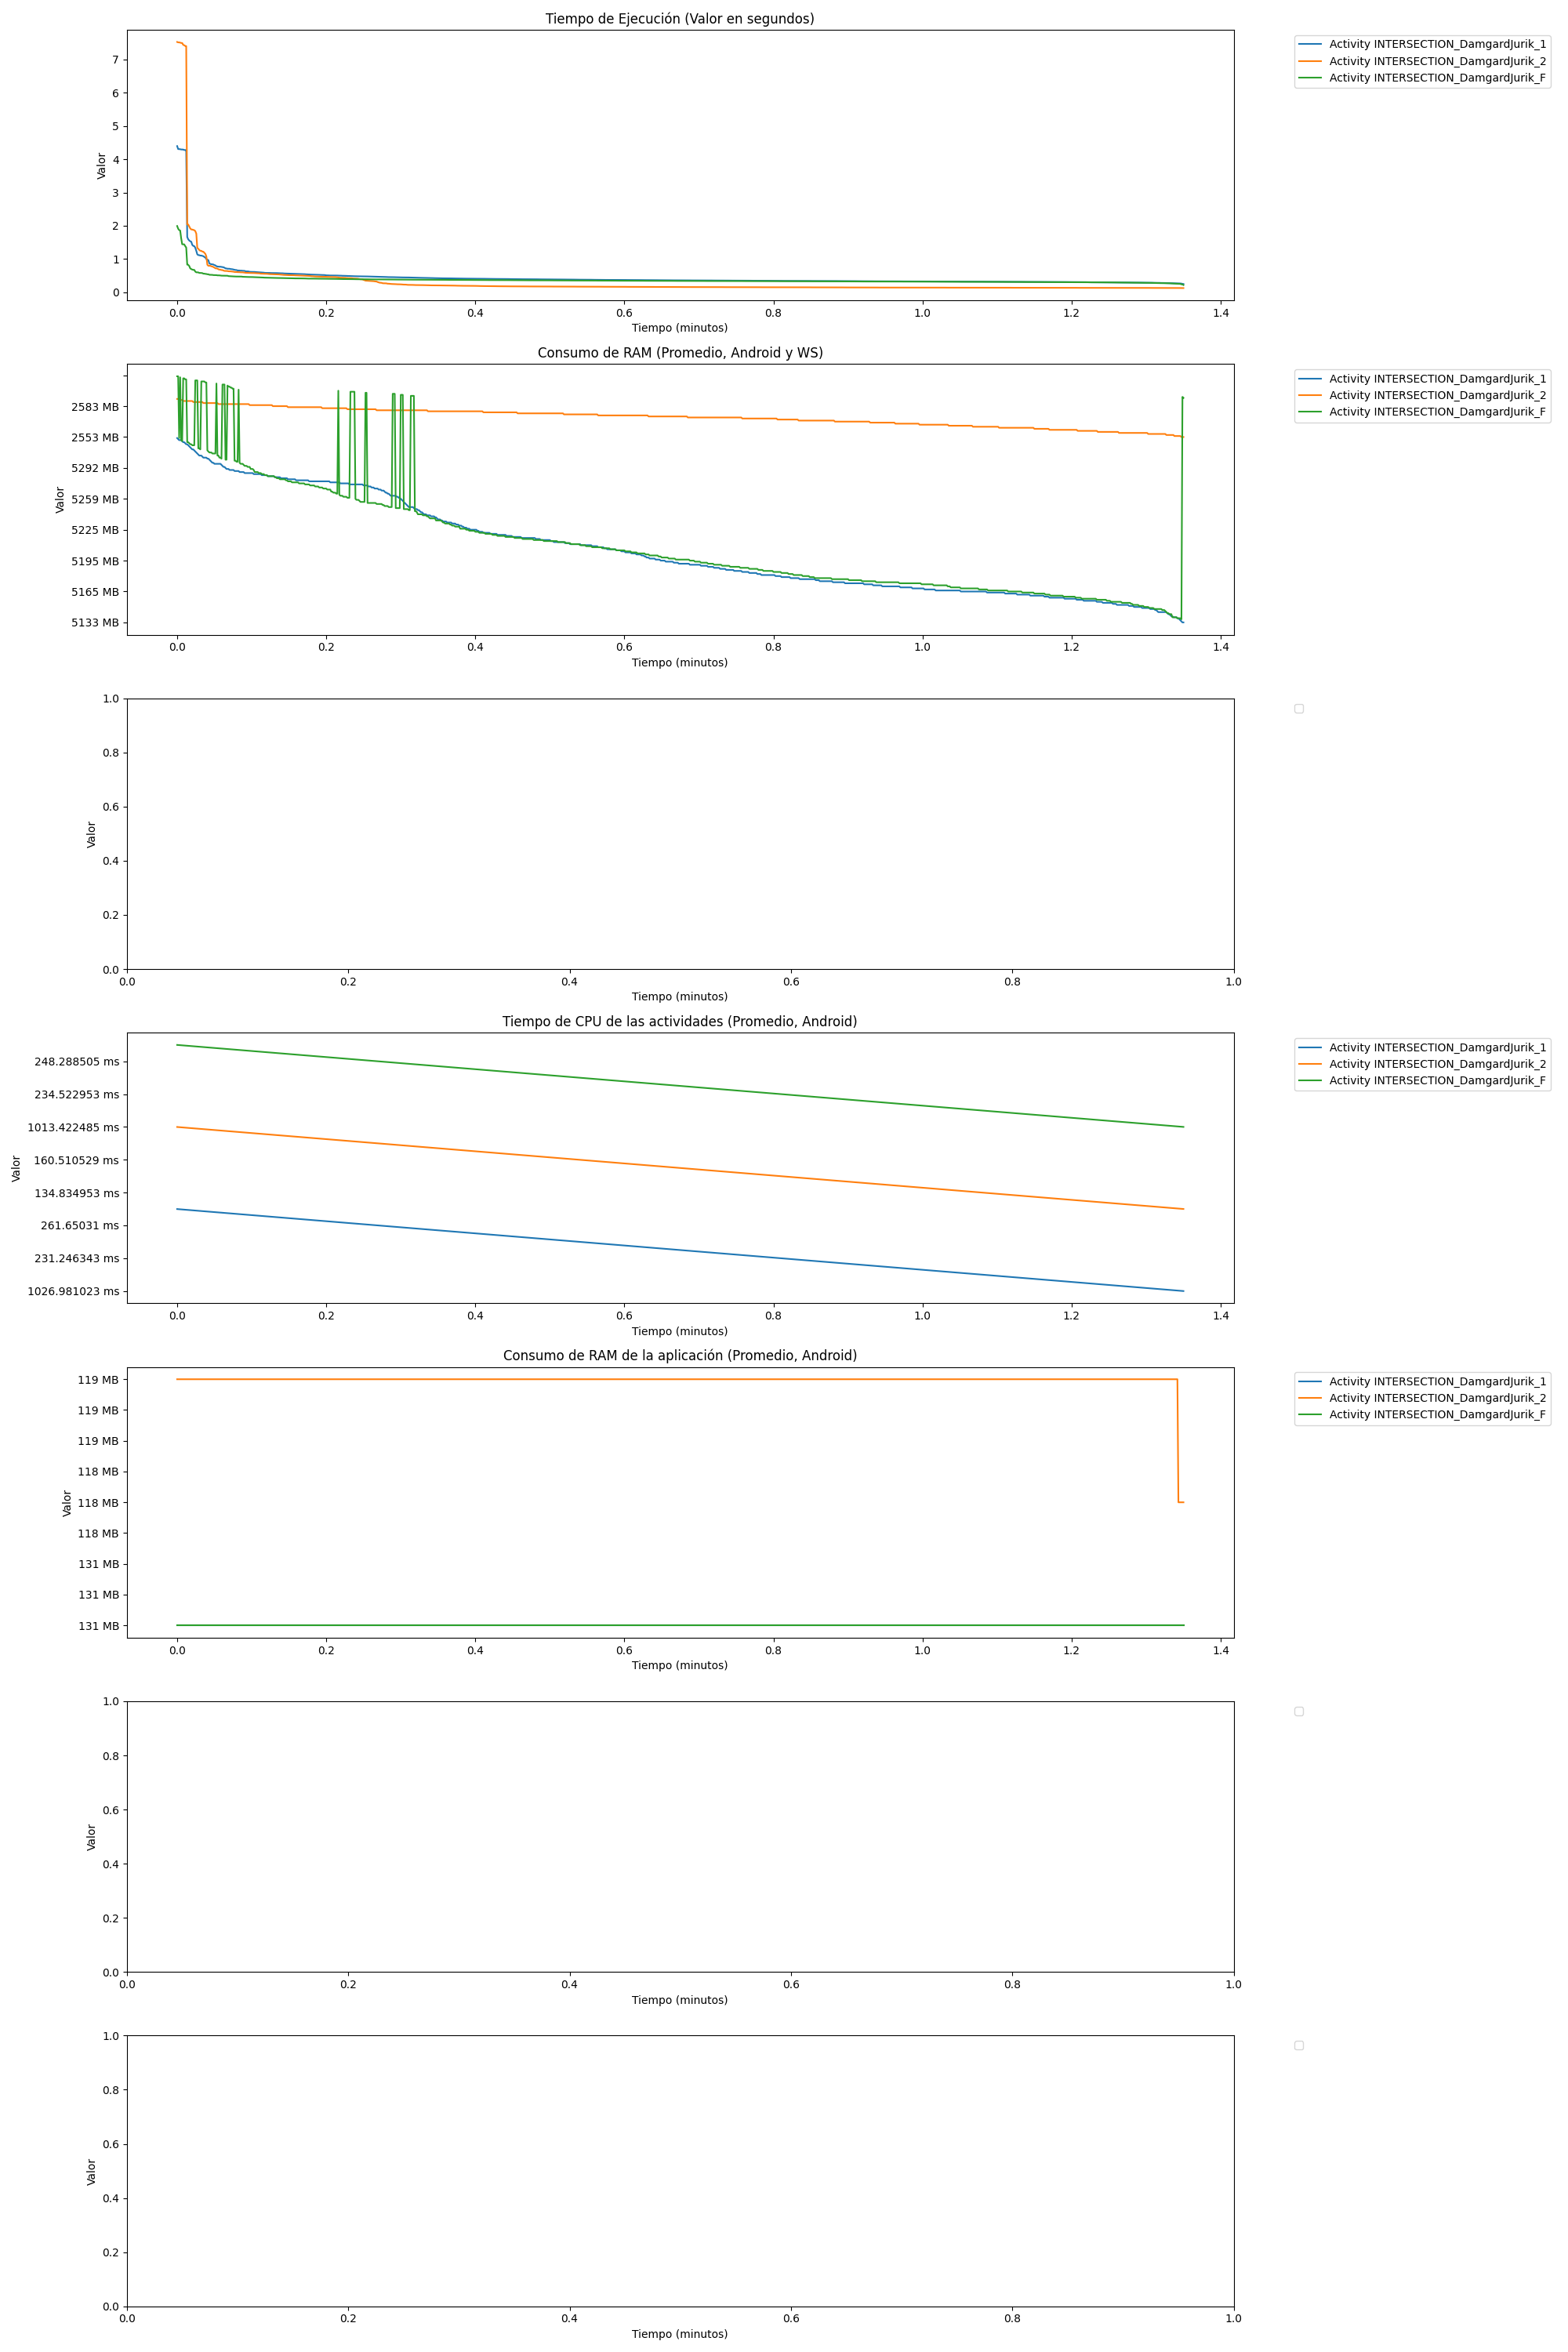 Tiempo de Ejecución (Valor en segundos)
Valor
7
6
5
4
3
2
1
0
0.0 0.2 0.4 0.6 0.8 1.0 1.2 1.4
Tiempo (minutos)
Activity INTERSECTION_DamgardJurik_1
Activity INTERSECTION_DamgardJurik_2
Activity INTERSECTION_DamgardJurik_F
Consumo de RAM (Promedio, Android y WS)
Valor
2583 MB
2553 MB
5292 MB
5259 MB
5225 MB
5195 MB
5165 MB
5133 MB
0.0 0.2 0.4 0.6 0.8 1.0 1.2 1.4
Tiempo (minutos)
Activity INTERSECTION_DamgardJurik_1
Activity INTERSECTION_DamgardJurik_2
Activity INTERSECTION_DamgardJurik_F
Valor
1.0
0.8
0.6
0.4
0.2
0.0
0.0 0.2 0.4 0.6 0.8 1.0
Tiempo (minutos)
Tiempo de CPU de las actividades (Promedio, Android)
Valor
248.288505 ms
234.522953 ms
1013.422485 ms
160.510529 ms
134.834953 ms
261.65031 ms
231.246343 ms
1026.981023 ms
0.0 0.2 0.4 0.6 0.8 1.0 1.2 1.4
Tiempo (minutos)
Activity INTERSECTION_DamgardJurik_1
Activity INTERSECTION_DamgardJurik_2
Activity INTERSECTION_DamgardJurik_F
Consumo de RAM de la aplicación (Promedio, Android)
Valor
119 MB
119 MB
119 MB
118 MB
118 MB
118 MB
131 MB
131 MB
131 MB
0.0 0.2 0.4 0.6 0.8 1.0 1.2 1.4
Tiempo (minutos)
Activity INTERSECTION_DamgardJurik_1
Activity INTERSECTION_DamgardJurik_2
Activity INTERSECTION_DamgardJurik_F
Valor
1.0
0.8
0.6
0.4
0.2
0.0
0.0 0.2 0.4 0.6 0.8 1.0
Tiempo (minutos)
Valor
1.0
0.8
0.6
0.4
0.2
0.0
0.0 0.2 0.4 0.6 0.8 1.0
Tiempo (minutos)